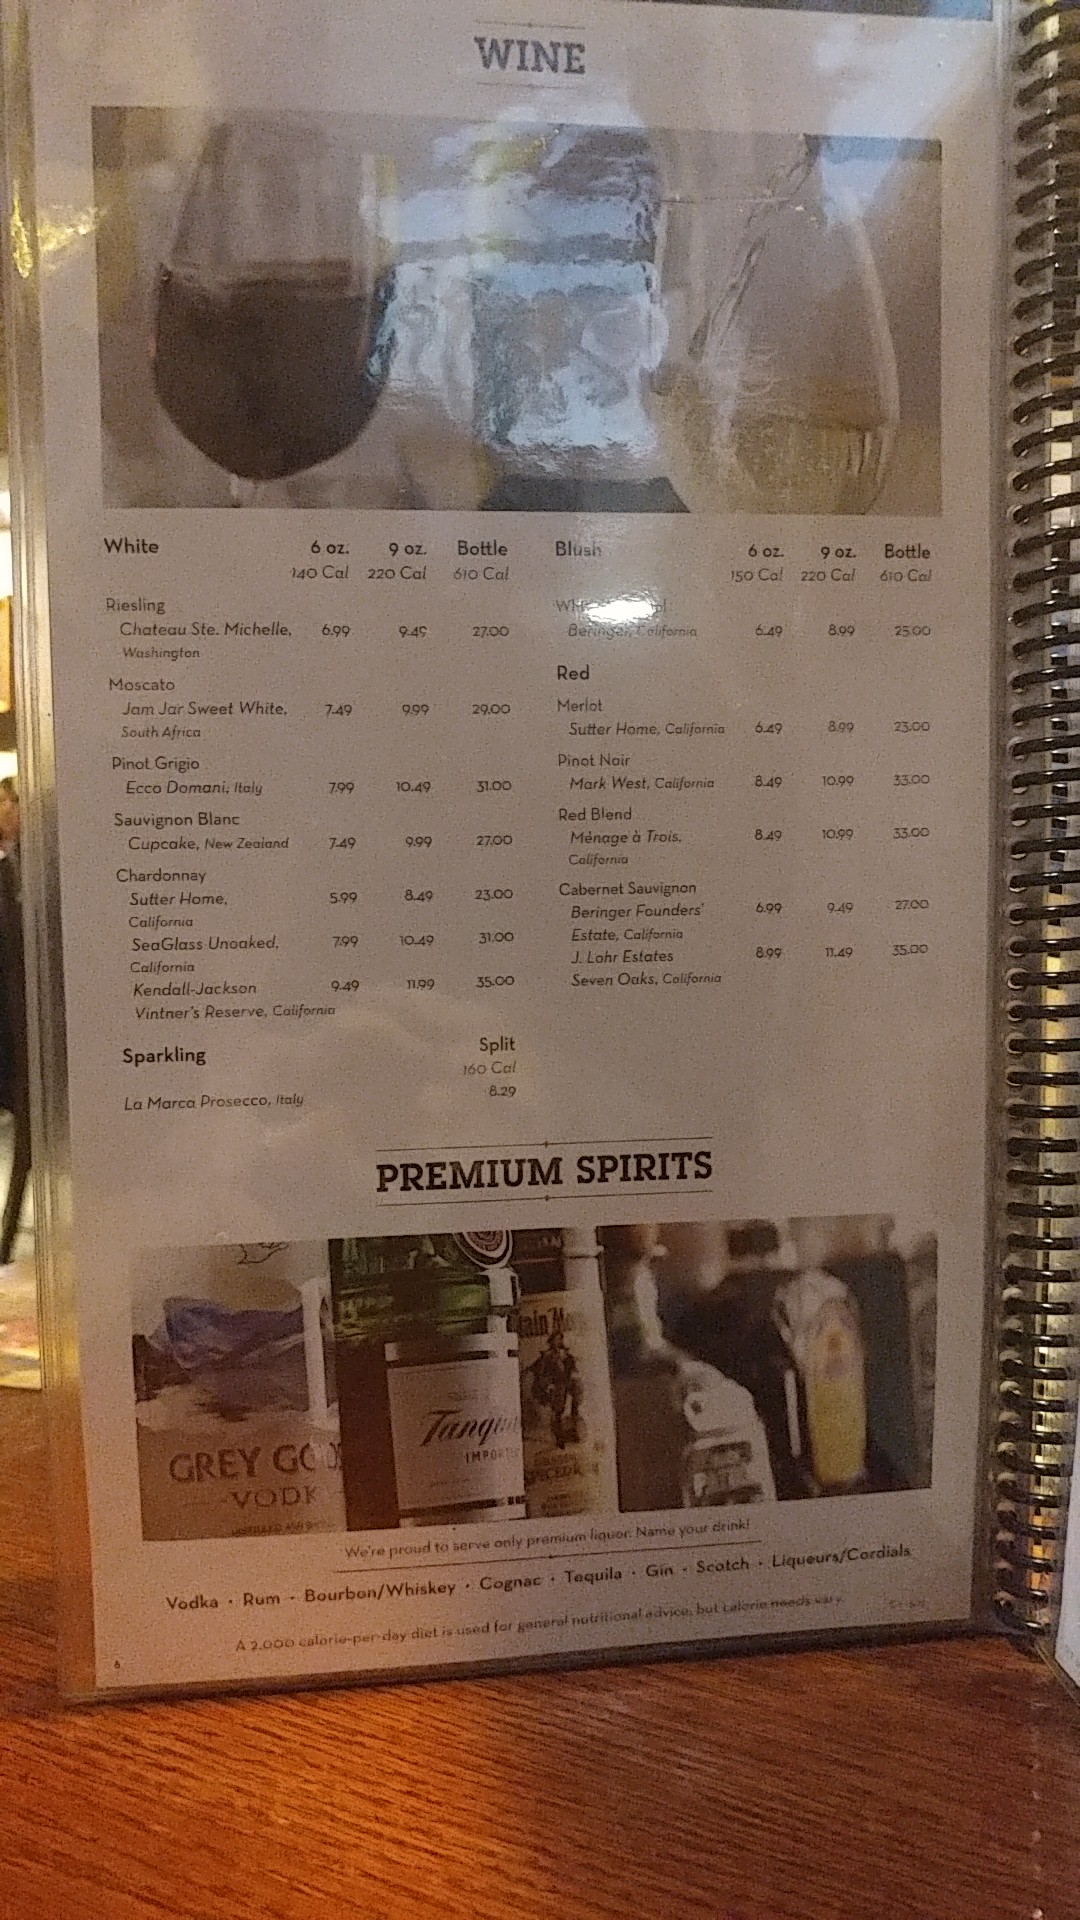 WINE
White 6 oz. 9 oz. Bottle
140 Cal 220 Cal 610 Cal
Riesling
Chateau Ste. Michelle, 6.99 9.49 27.00
Washington
Moscato
Jam Jar Sweet White, 7.49 9.99 29.00
South Africa
Pinot Grigio
Ecco Domani, Italy 7.99 10.49 31.00
Sauvignon Blanc
Cupcake, New Zealand 7.49 9.99 27.00
Chardonnay
Sutter Home, 5.99 8.49 23.00
California
SeaGlass Unoaked, 7.99 10.49 31.00
California
Kendall-Jackson 9.49 11.99 35.00
Vintner's Reserve, California
Sparkling Split
160 Cal
La Marca Prosecco, Italy 8.29
Blush 6 oz. 9 oz. Bottle
150 Cal 220 Cal 610 Cal
Beringer, California 6.49 8.99 25.00
Red
Merlot
Sutter Home, California 6.49 8.99 23.00
Pinot Noir
Mark West, California 8.49 10.99 33.00
Red Blend
Ménage à Trois, 8.49 10.99 33.00
California
Cabernet Sauvignon
Beringer Founders' 6.99 9.49 27.00
Estate, California
J. Lohr Estates 8.99 11.49 35.00
Seven Oaks, California
PREMIUM SPIRITS
GREY GOOS
VODK
Tanqu
IMPOR
tain Mo
SPICED
We're proud to serve only premium liquor. Name your drink!
Vodka • Rum • Bourbon/Whiskey • Cognac • Tequila • Gin • Scotch • Liqueurs/Cordials
A 2,000 calorie-per-day diet is used for general nutritional advice, but calorie needs vary.
6